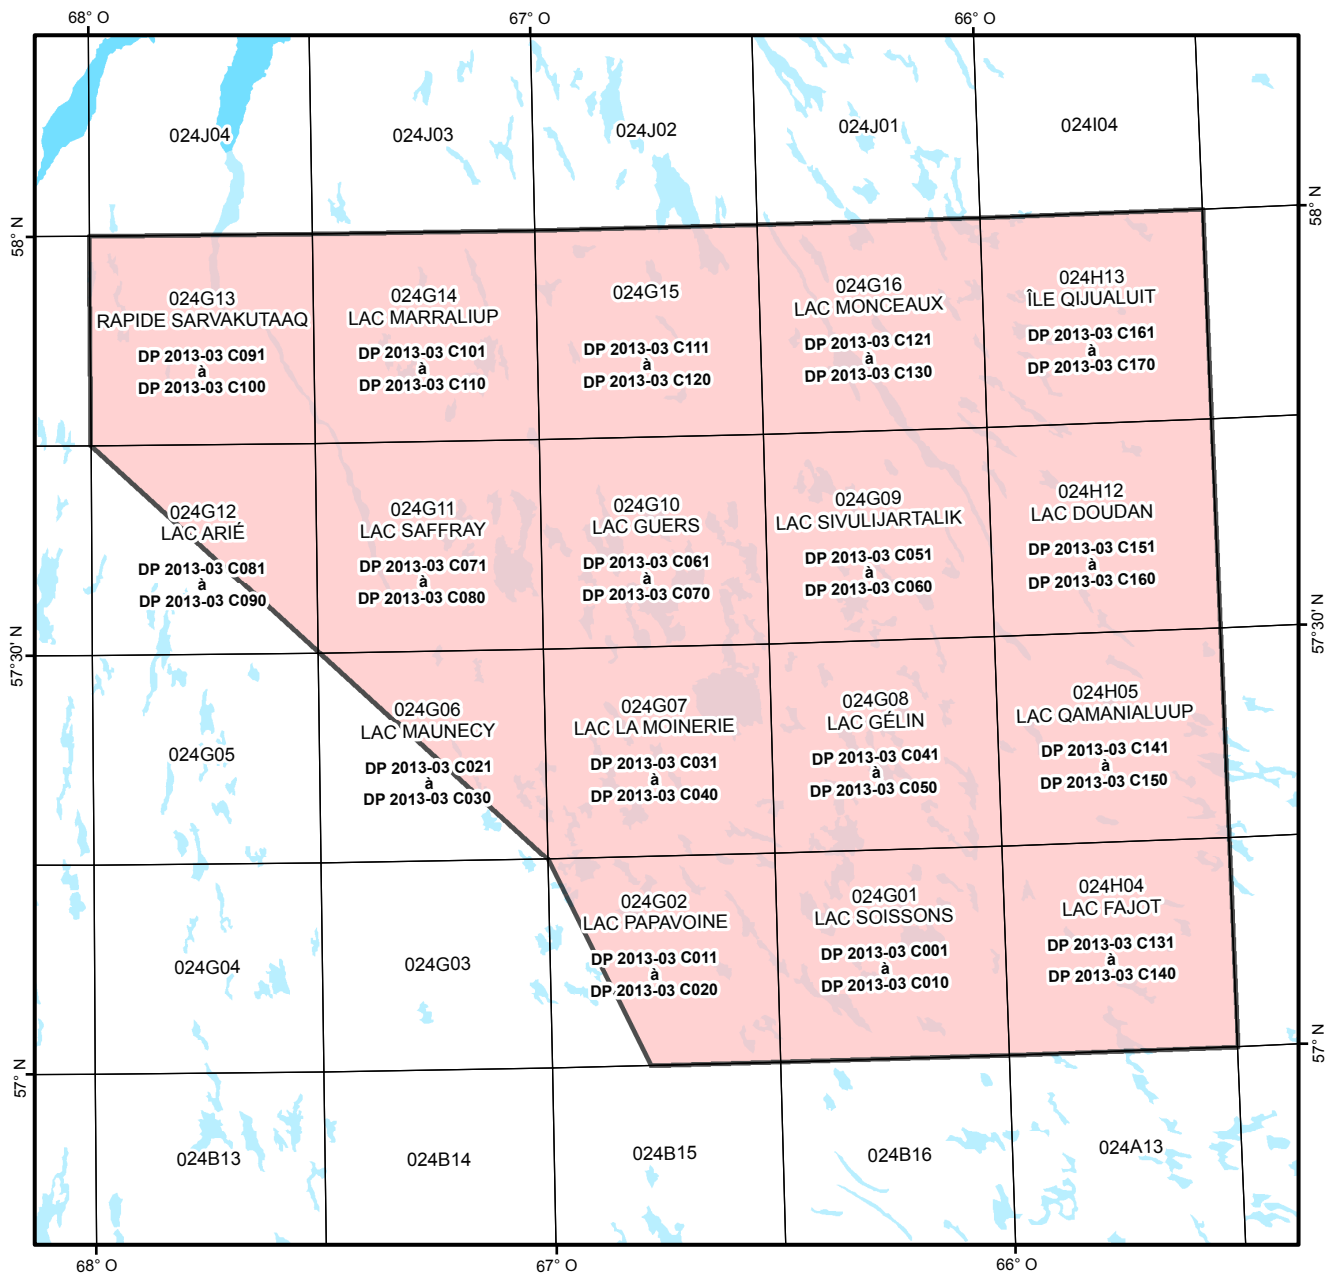 68° O
67° O
66° O
024J04
024J03
024J02
024J01
024I04
58° N
58° N
024G13
RAPIDE SARVAKUTAAQ
DP 2013-03 C091
à
DP 2013-03 C100
024G14
LAC MARRALIUP
DP 2013-03 C101
à
DP 2013-03 C110
024G15
DP 2013-03 C111
à
DP 2013-03 C120
024G16
LAC MONCEAUX
DP 2013-03 C121
à
DP 2013-03 C130
024H13
ÎLE QIJUALUIT
DP 2013-03 C161
à
DP 2013-03 C170
024G12
LAC ARIÉ
DP 2013-03 C081
à
DP 2013-03 C090
024G11
LAC SAFFRAY
DP 2013-03 C071
à
DP 2013-03 C080
024G10
LAC GUERS
DP 2013-03 C061
à
DP 2013-03 C070
024G09
LAC SIVULIJARTALIK
DP 2013-03 C051
à
DP 2013-03 C060
024H12
LAC DOUDAN
DP 2013-03 C151
à
DP 2013-03 C160
57°30' N
57°30' N
024G05
024G06
LAC MAUNECY
DP 2013-03 C021
à
DP 2013-03 C030
024G07
LAC LA MOINERIE
DP 2013-03 C031
à
DP 2013-03 C040
024G08
LAC GÉLIN
DP 2013-03 C041
à
DP 2013-03 C050
024H05
LAC QAMANIALUUP
DP 2013-03 C141
à
DP 2013-03 C150
024G04
024G03
024G02
LAC PAPAVOINE
DP 2013-03 C011
à
DP 2013-03 C020
024G01
LAC SOISSONS
DP 2013-03 C001
à
DP 2013-03 C010
024H04
LAC FAJOT
DP 2013-03 C131
à
DP 2013-03 C140
57° N
57° N
024B13
024B14
024B15
024B16
024A13
68° O
67° O
66° O